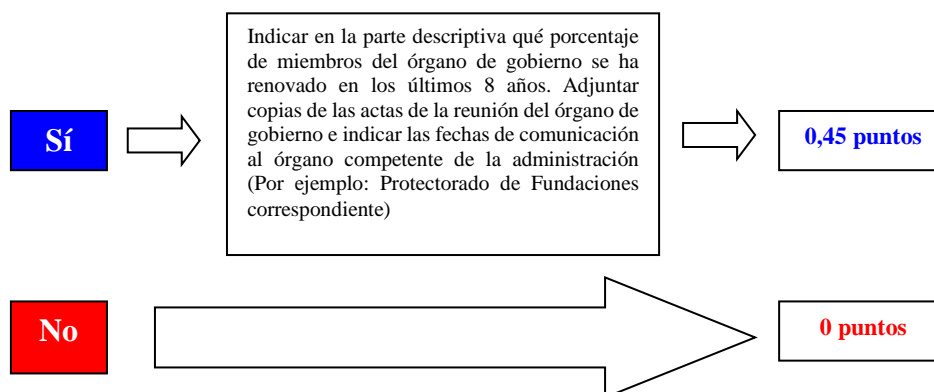 Indicar en la parte descriptiva qué porcentaje
de miembros del órgano de gobierno se ha
renovado en los últimos 8 años. Adjuntar
copias de las actas de la reunión del órgano de
gobierno e indicar las fechas de comunicación
al órgano competente de la administración
(Por ejemplo: Protectorado de Fundaciones
correspondiente)
Sí
0,45 puntos
No
0 puntos